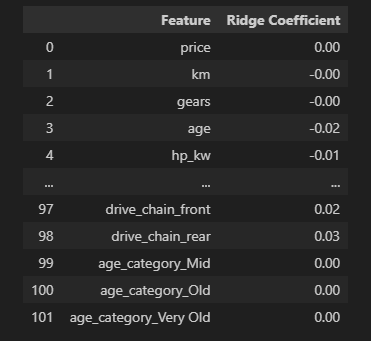 Feature Ridge Coefficient
0 price 0.00
1 km -0.00
2 gears -0.00
3 age -0.02
4 hp_kw -0.01
... ... ...
97 drive_chain_front 0.02
98 drive_chain_rear 0.03
99 age_category_Mid 0.00
100 age_category_Old 0.00
101 age_category_Very Old 0.00